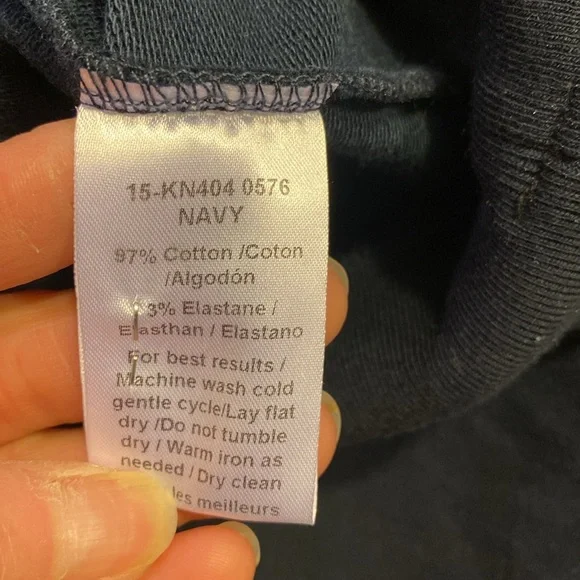 15-KN404 0576
NAVY
97% Cotton /Coton
/Algodón
3% Elastane /
Elasthan / Elastano
For best results /
Machine wash cold
gentle cycle/Lay flat
dry /Do not tumble
dry / Warm iron as
needed / Dry clean
les meilleurs